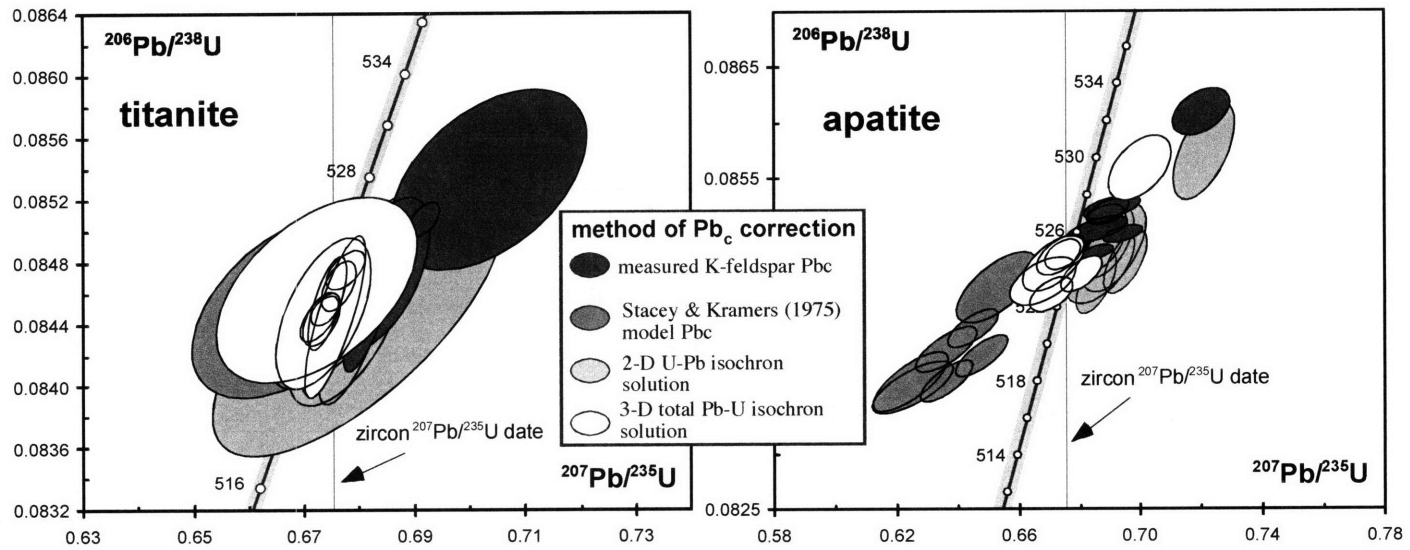 0.0864
0.0860
0.0856
0.0852
0.0848
0.0844
0.0840
0.0836
0.0832
0.63
0.65
0.67
0.69
0.71
0.73
²⁰⁶Pb/²³⁸U
titanite
534
528
516
zircon ²⁰⁷Pb/²³⁵U date
²⁰⁷Pb/²³⁵U
method of Pbc correction
measured K-feldspar Pbc
Stacey & Kramers (1975)
model Pbc
2-D U-Pb isochron
solution
3-D total Pb-U isochron
solution
0.0865
0.0855
0.0825
0.58
0.62
0.66
0.70
0.74
0.78
²⁰⁶Pb/²³⁸U
apatite
534
530
526
518
514
zircon ²⁰⁷Pb/²³⁵U date
²⁰⁷Pb/²³⁵U